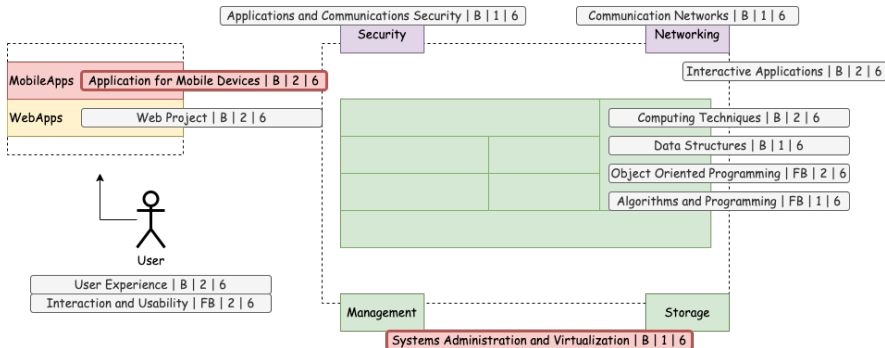 Applications and Communications Security | B | 1 | 6
Communication Networks | B | 1 | 6
Security
Networking
Interactive Applications | B | 2 | 6
MobileApps
Application for Mobile Devices | B | 2 | 6
WebApps
Web Project | B | 2 | 6
Computing Techniques | B | 2 | 6
Data Structures | B | 1 | 6
Object Oriented Programming | FB | 2 | 6
Algorithms and Programming | FB | 1 | 6
User
User Experience | B | 2 | 6
Interaction and Usability | FB | 2 | 6
Management
Storage
Systems Administration and Virtualization | B | 1 | 6